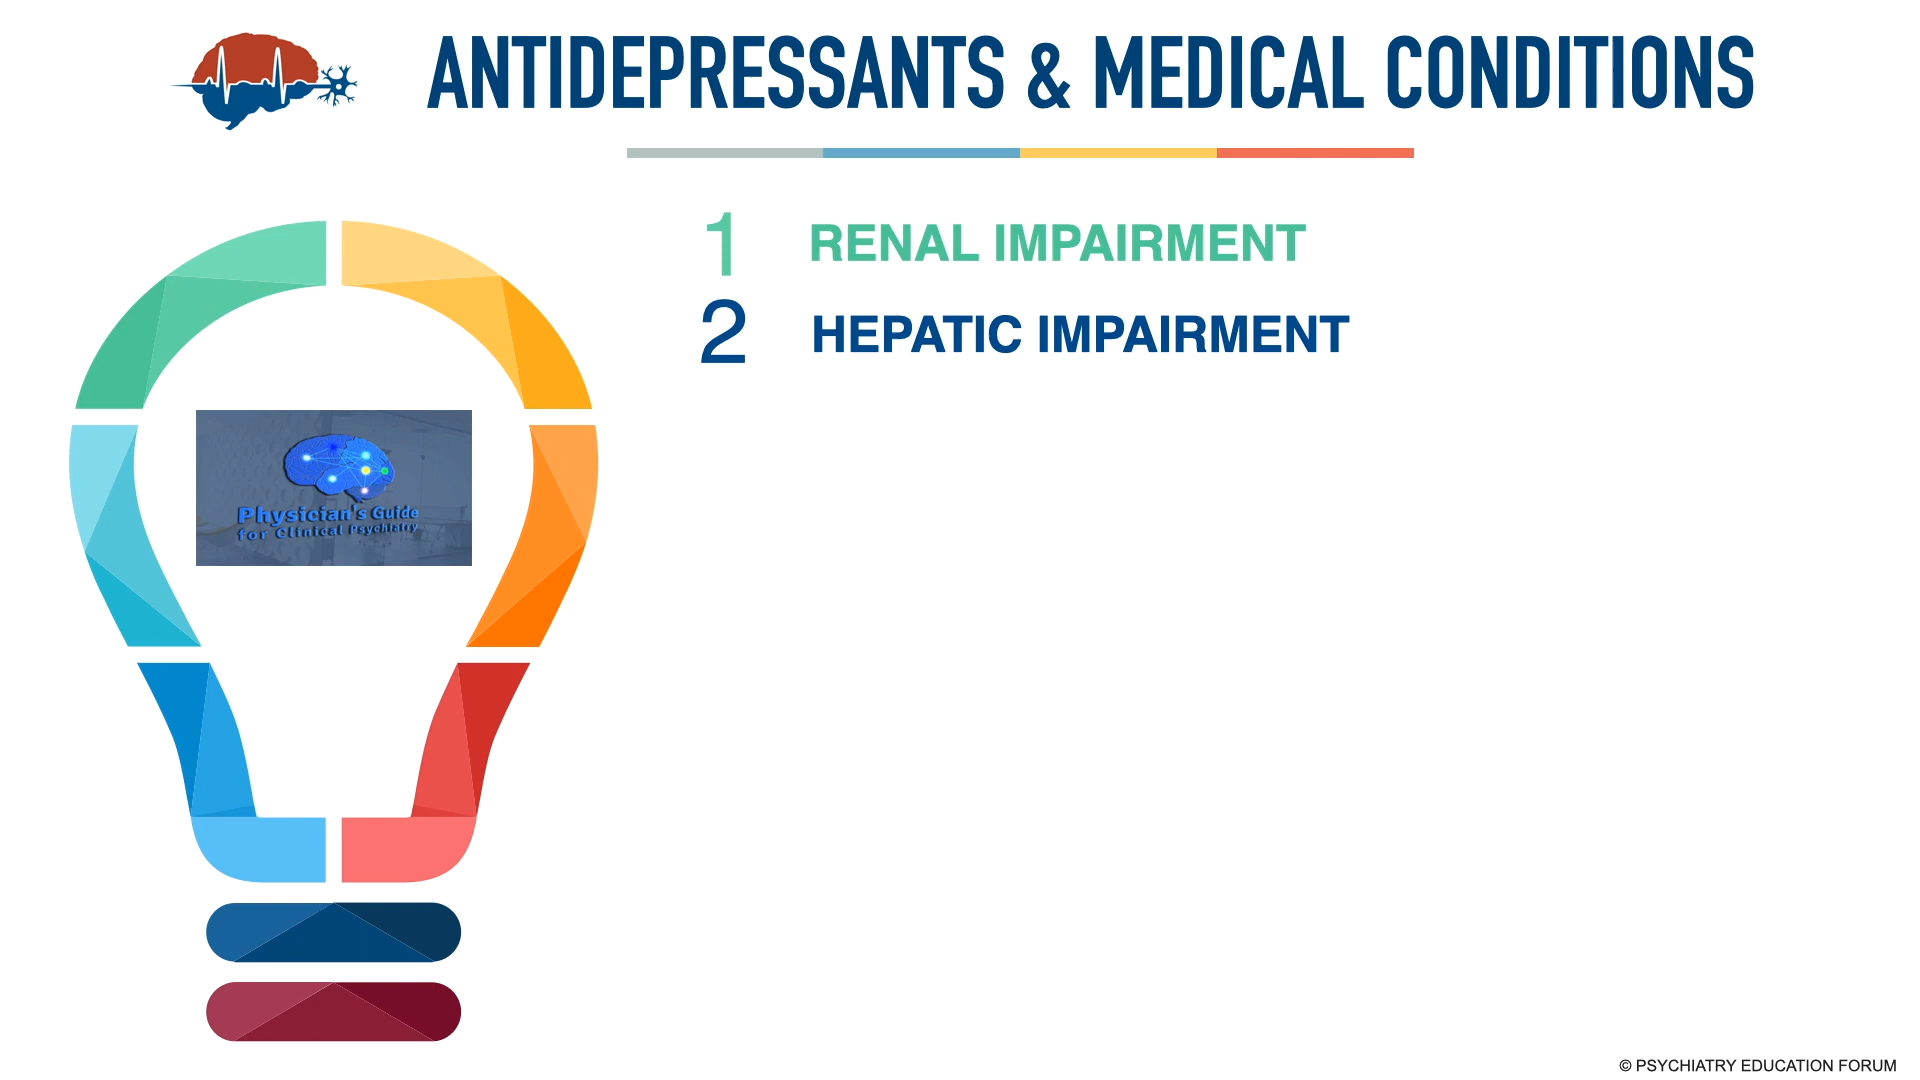 ANTIDEPRESSANTS & MEDICAL CONDITIONS
1 RENAL IMPAIRMENT
2 HEPATIC IMPAIRMENT
Physician's Guide
for Clinical Psychiatry
© PSYCHIATRY EDUCATION FORUM